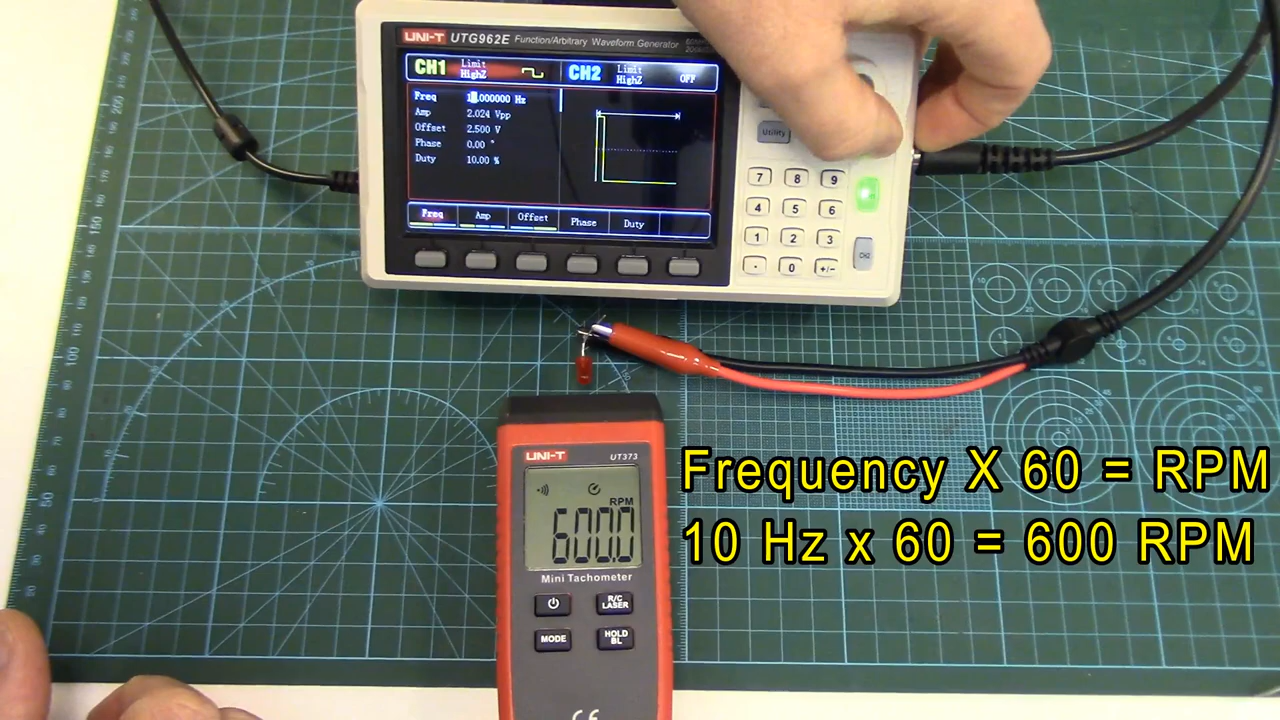 UNI-T UTG962E Function/Arbitrary Waveform Generator
CH1 Limit HighZ
CH2 Limit HighZ OFF
Freq 10.000000 Hz
Amp 2.024 Vpp
Offset 2.500 V
Phase 0.00 °
Duty 10.00 %
Freq Amp Offset Phase Duty
Utility
7 8 9
4 5 6
1 2 3
. 0 +/-
CH2
UNI-T UT373
RPM
600.0
Mini Tachometer
R/C LASER
MODE
HOLD BL
CE
Frequency X 60 = RPM
10 Hz x 60 = 600 RPM